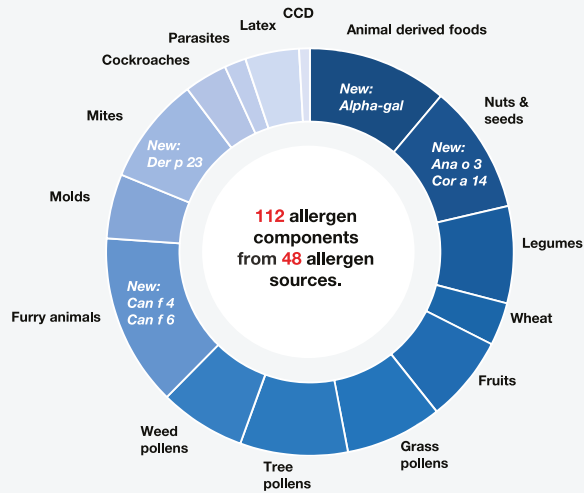 CCD
Latex
Parasites
Cockroaches
Mites
Molds
Furry animals
Weed
pollens
Tree
pollens
Grass
pollens
Fruits
Wheat
Legumes
Nuts &
seeds
Animal derived foods
New:
Alpha-gal
New:
Ana o 3
Cor a 14
New:
Der p 23
New:
Can f 4
Can f 6
112 allergen
components
from 48 allergen
sources.